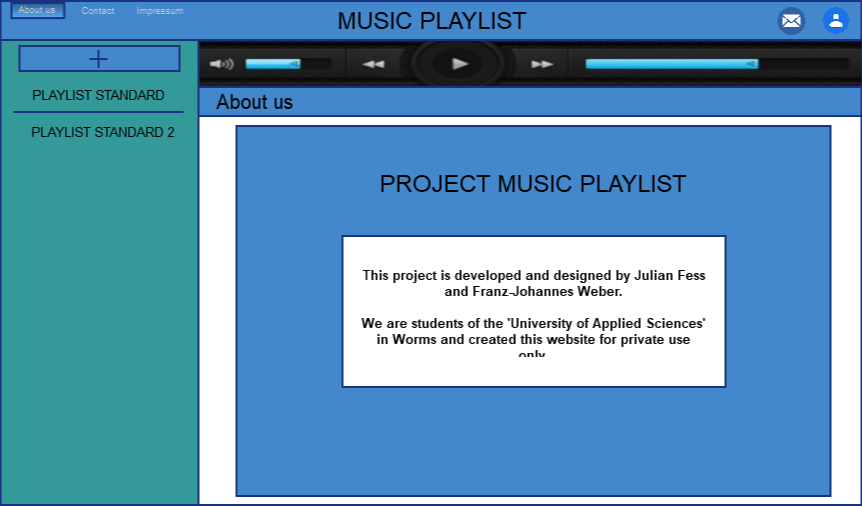 About us Contact Impressum
MUSIC PLAYLIST
PLAYLIST STANDARD
PLAYLIST STANDARD 2
About us
PROJECT MUSIC PLAYLIST
This project is developed and designed by Julian Fess
and Franz-Johannes Weber.
We are students of the 'University of Applied Sciences'
in Worms and created this website for private use
only